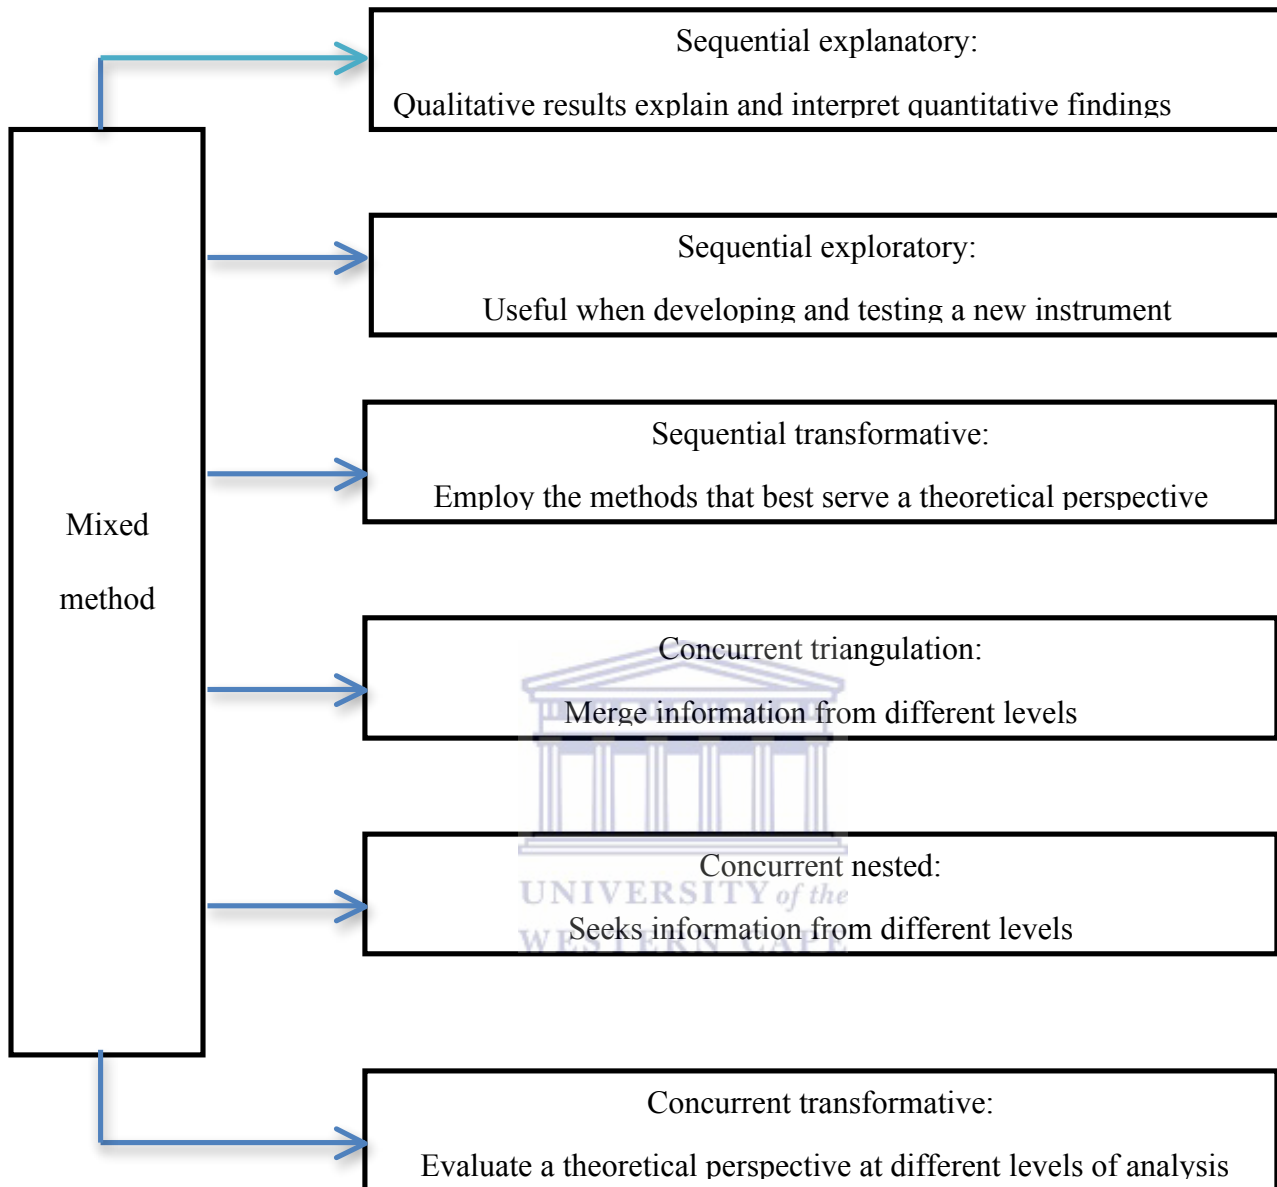 Sequential explanatory:
Qualitative results explain and interpret quantitative findings
Sequential exploratory:
Useful when developing and testing a new instrument
Sequential transformative:
Employ the methods that best serve a theoretical perspective
Mixed
method
Concurrent triangulation:
Merge information from different levels
Concurrent nested:
UNIVERSITY of the
Seeks information from different levels
WESTERN CAPE
Concurrent transformative:
Evaluate a theoretical perspective at different levels of analysis